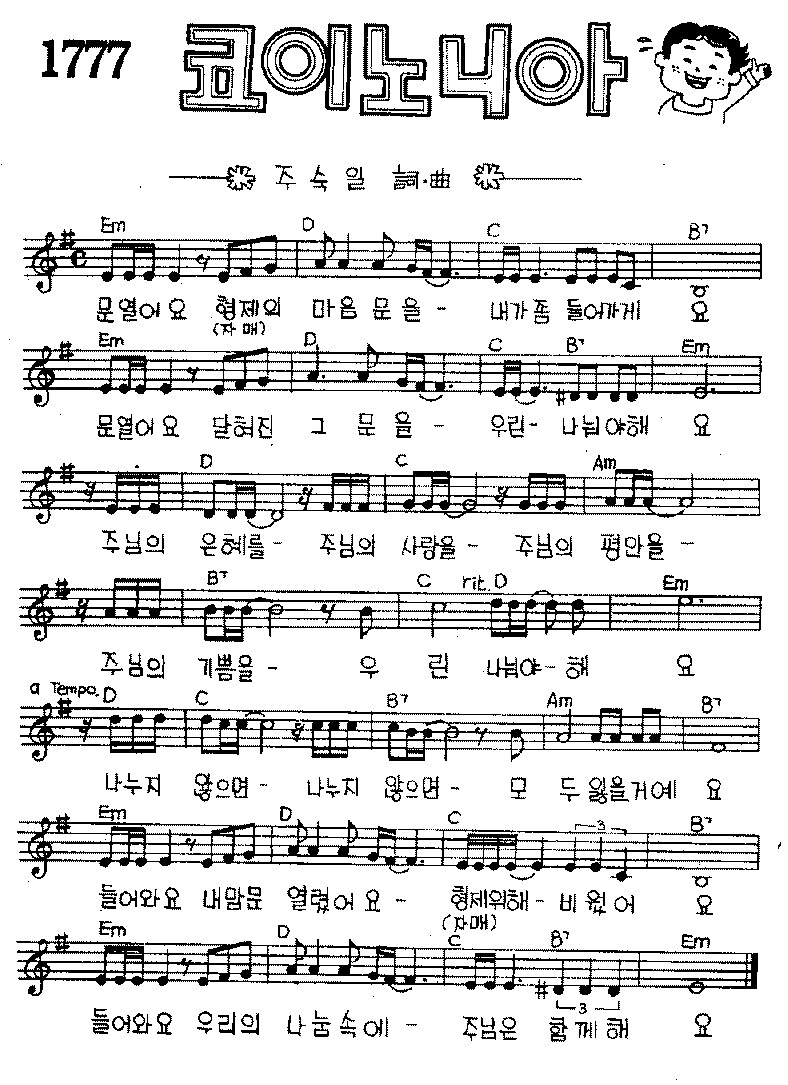 1777 코이노니아
주숙일 詞·曲
Em D C B7
문열어요 형제의 마음 문을- 내가좀 들어가게 요
(자매)
Em D C B7 Em
문열어요 닫혀진 그 문을- 우린- 나눠야해 요
D C Am
주님의 은혜를- 주님의 사랑을- 주님의 평안을-
B7 C rit. D Em
주님의 기쁨을- 우 린 나눠야-해 요
a Tempo. D C B7 Am B7
나누지 않으면- 나누지 않으면- 모 두잃을거예 요
Em D C 3 B7
들어와요 내맘문 열렸어요- 형제위해-비웠어 요
(자매)
Em D C B7 Em
3
들어와요 우리의 나눔속에- 주님은 함께해 요